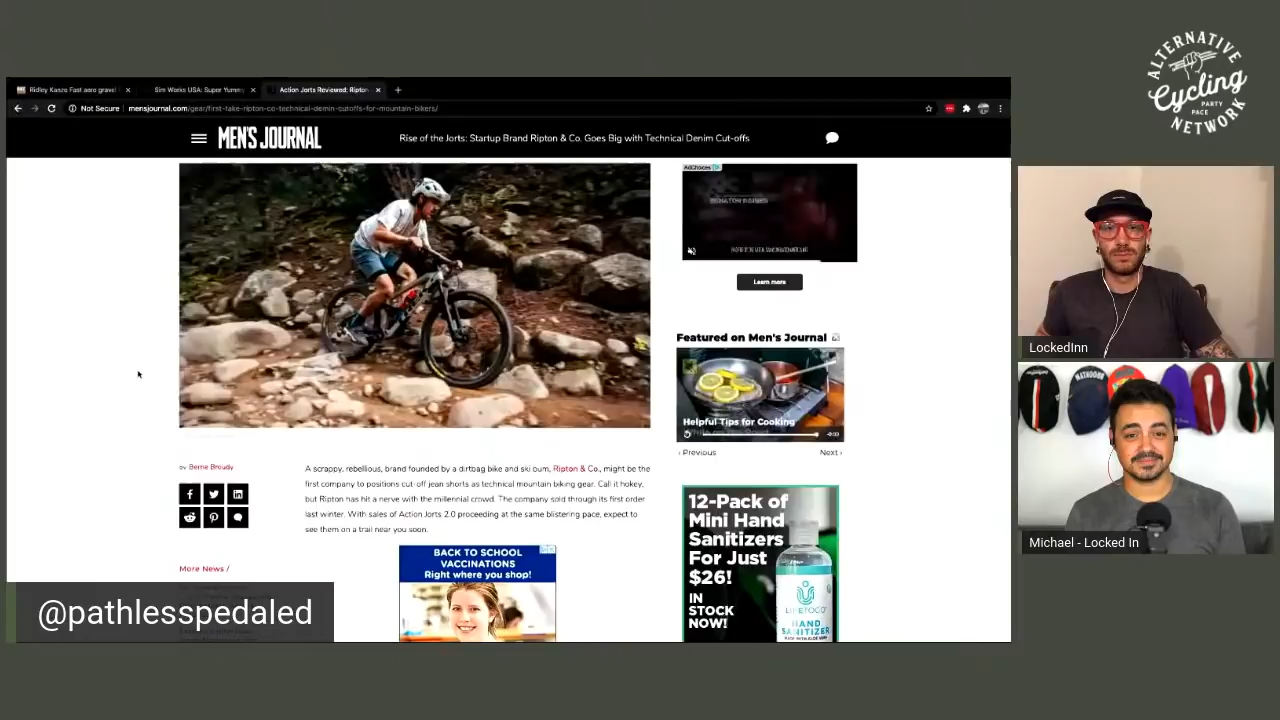 ALTERNATIVE
Cycling
PARTY
PACE
NETWORK
Ridley Kanzo Fast aero gravel
Sim Works USA: Super Yummy
Action Jorts Reviewed: Ripton
Not Secure
mensjournal.com/gear/first-take-ripton-co-technical-demin-cutoffs-for-mountain-bikers/
MEN'S JOURNAL
Rise of the Jorts: Startup Brand Ripton & Co. Goes Big with Technical Denim Cut-offs
AdChoices
Learn more
Featured on Men's Journal
Helpful Tips for Cooking
‹ Previous
Next ›
by Berne Broudy
A scrappy, rebellious, brand founded by a dirtbag bike and ski bum, Ripton & Co., might be the
first company to positions cut-off jean shorts as technical mountain biking gear. Call it hokey,
but Ripton has hit a nerve with the millennial crowd. The company sold through its first order
last winter. With sales of Action Jorts 2.0 proceeding at the same blistering pace, expect to
see them on a trail near you soon.
More News /
BACK TO SCHOOL
VACCINATIONS
Right where you shop!
12-Pack of
Mini Hand
Sanitizers
For Just
$26!
IN
STOCK
NOW!
HAND
SANITIZER
LockedInn
Michael - Locked In
@pathlesspedaled